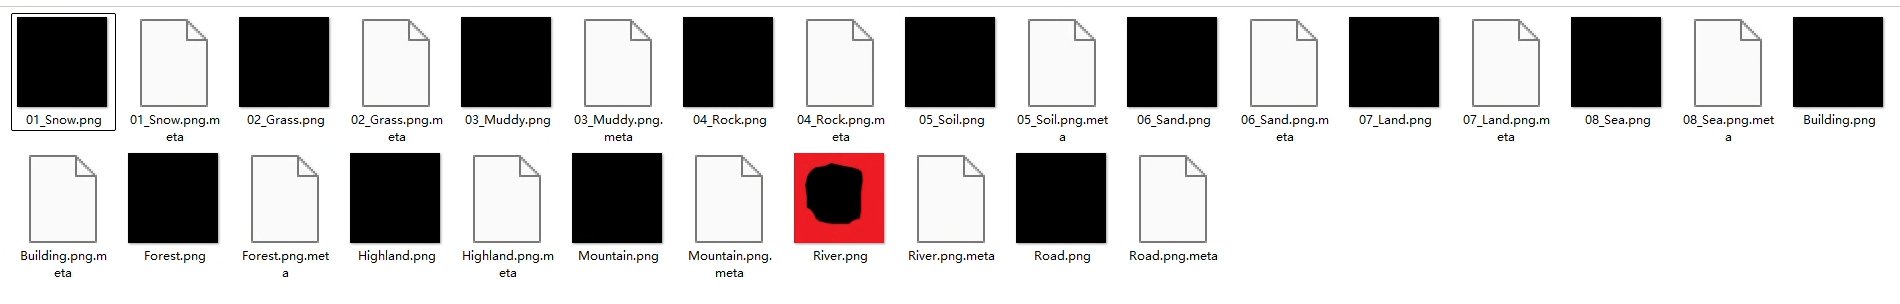 01_Snow.png
01_Snow.png.m
eta
02_Grass.png
02_Grass.png.m
eta
03_Muddy.png
03_Muddy.png.
meta
04_Rock.png
04_Rock.png.m
eta
05_Soil.png
05_Soil.png.met
a
06_Sand.png
06_Sand.png.m
eta
07_Land.png
07_Land.png.m
eta
08_Sea.png
08_Sea.png.met
a
Building.png
Building.png.m
eta
Forest.png
Forest.png.met
a
Highland.png
Highland.png.m
eta
Mountain.png
Mountain.png.
meta
River.png
River.png.meta
Road.png
Road.png.meta